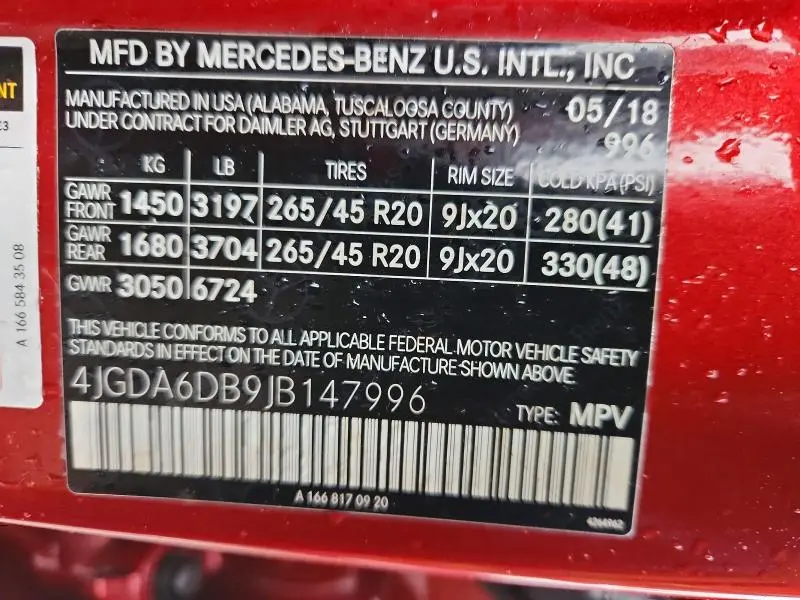 MFD BY MERCEDES-BENZ U.S. INTL., INC
MANUFACTURED IN USA (ALABAMA, TUSCALOOSA COUNTY) 05/18
UNDER CONTRACT FOR DAIMLER AG, STUTTGART (GERMANY) 996
KG LB TIRES RIM SIZE COLD KPA(PSI)
GAWR FRONT 1450 3197 265/45 R20 9Jx20 280(41)
GAWR REAR 1680 3704 265/45 R20 9Jx20 330(48)
GVWR 3050 6724
THIS VEHICLE CONFORMS TO ALL APPLICABLE FEDERAL MOTOR VEHICLE SAFETY
STANDARDS IN EFFECT ON THE DATE OF MANUFACTURE SHOWN ABOVE.
4JGDA6DB9JB147996
TYPE: MPV
A 166 817 09 20
4264962
NT
A 166 584 35 08